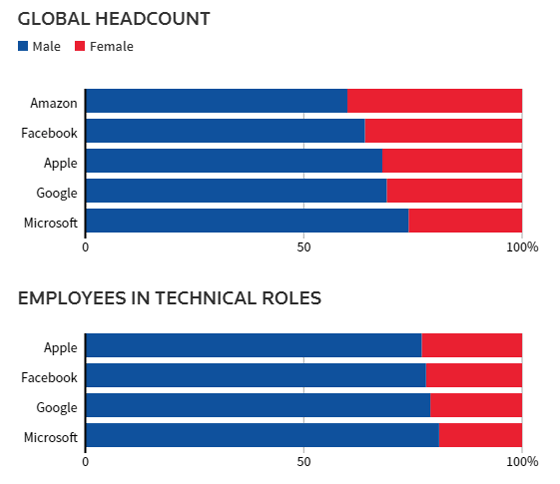 GLOBAL HEADCOUNT
Male Female
Amazon
Facebook
Apple
Google
Microsoft
0 50 100%
EMPLOYEES IN TECHNICAL ROLES
Apple
Facebook
Google
Microsoft
0 50 100%